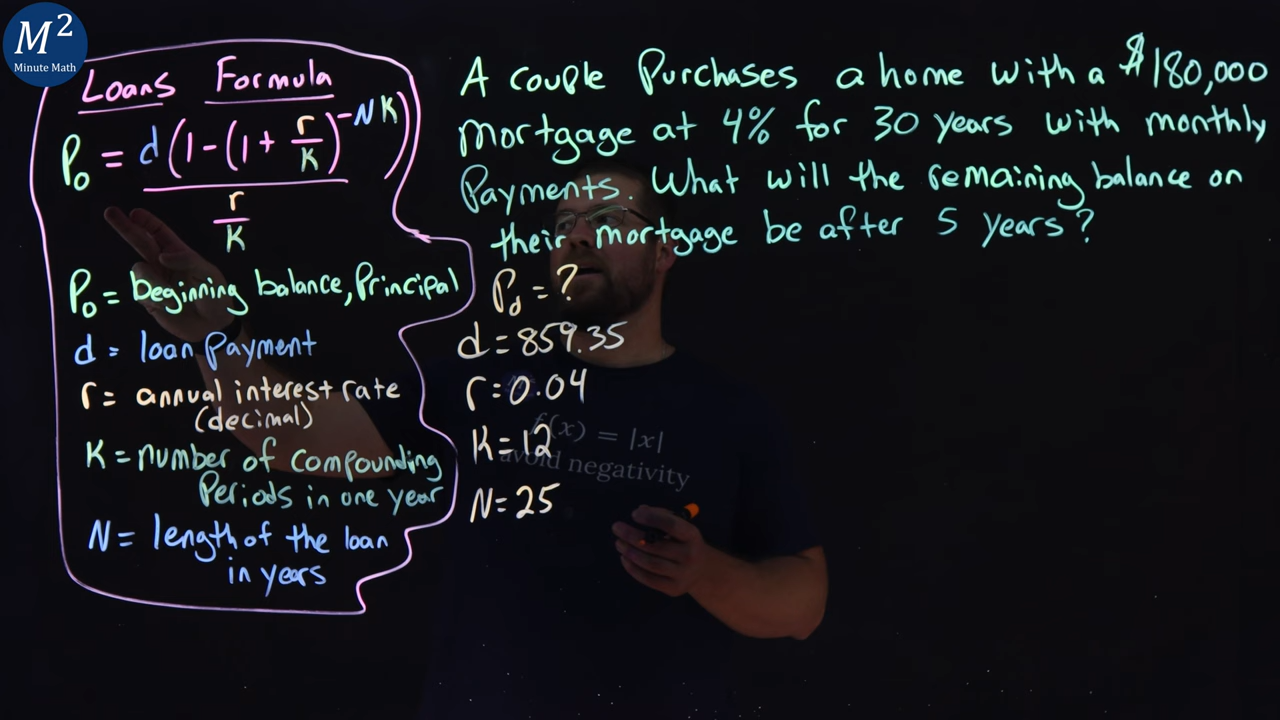 M²
Minute Math
Loans Formula
P₀ = d(1-(1+ r/k)^-NK)
r/k
P₀ = beginning balance, Principal
d = loan payment
r = annual interest rate
(decimal)
K = number of compounding
Periods in one year
N = length of the loan
in years
A couple Purchases a home with a $180,000
mortgage at 4% for 30 years with monthly
Payments. What will the remaining balance on
their mortgage be after 5 years?
P₀ = ?
d = 859.35
r = 0.04
K = 12
N = 25
f(x) = |x|
avoid negativity